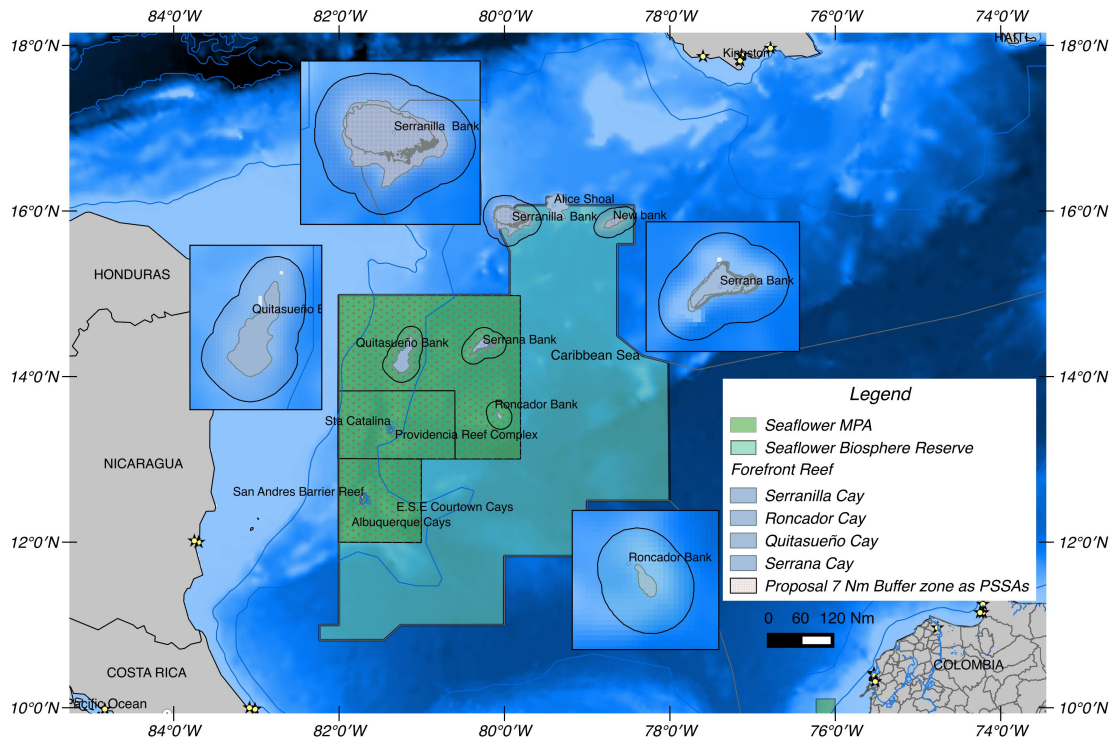 84°0'W 82°0'W 80°0'W 78°0'W 76°0'W 74°0'W
18°0'N 18°0'N
Kingston
Serranilla Bank
16°0'N 16°0'N
Alice Shoal
Serranilla Bank
New bank
HONDURAS
Serrana Bank
Quitasueño
Quitasueño Bank
Serrana Bank
Caribbean Sea
14°0'N 14°0'N
Roncador Bank
Sta Catalina
Providencia Reef Complex
NICARAGUA
San Andres Barrier Reef
E.S.E Courtown Cays
Albuquerque Cays
12°0'N 12°0'N
Roncador Bank
Legend
Seaflower MPA
Seaflower Biosphere Reserve
Forefront Reef
Serranilla Cay
Roncador Cay
Quitasueño Cay
Serrana Cay
Proposal 7 Nm Buffer zone as PSSAs
0 60 120 Nm
COSTA RICA
COLOMBIA
Pacific Ocean
10°0'N 10°0'N
84°0'W 82°0'W 80°0'W 78°0'W 76°0'W 74°0'W